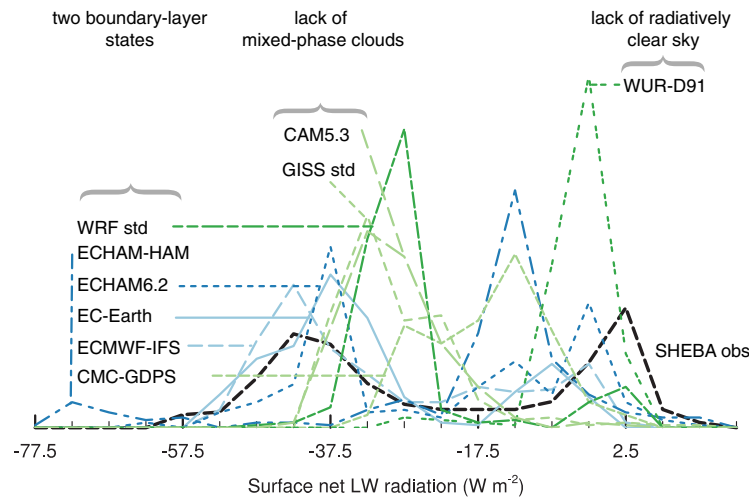 two boundary-layer
states
lack of
mixed-phase clouds
lack of radiatively
clear sky
WUR-D91
CAM5.3
GISS std
WRF std
ECHAM-HAM
ECHAM6.2
EC-Earth
ECMWF-IFS
CMC-GDPS
SHEBA obs
-77.5 -57.5 -37.5 -17.5 2.5
Surface net LW radiation (W m-2)